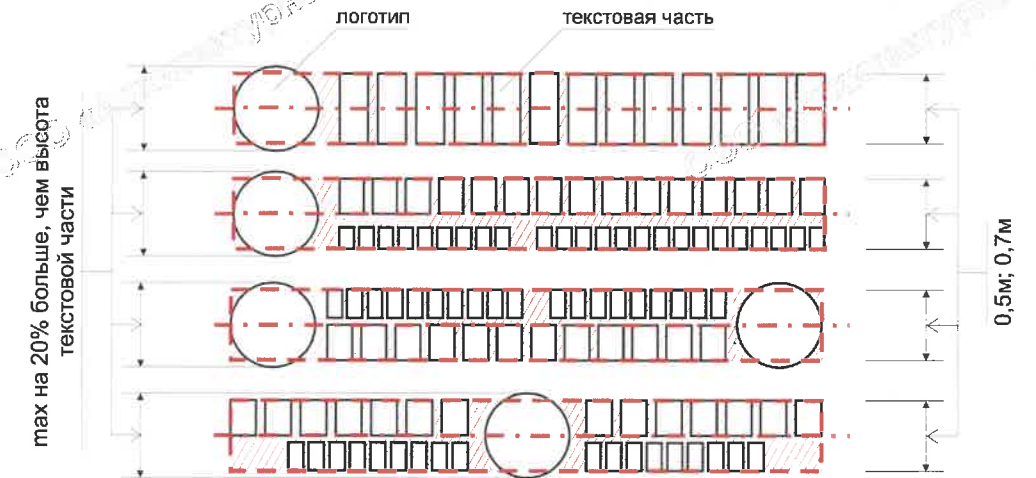 логотип
текстовая часть
max на 20% больше, чем высота
текстовой части
0,5м; 0,7м